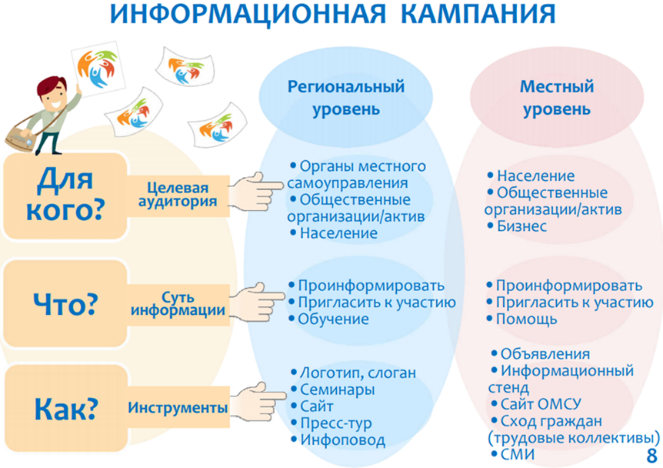 ИНФОРМАЦИОННАЯ КАМПАНИЯ
Региональный
уровень
Местный
уровень
Для
кого?
Целевая
аудитория
• Органы местного
самоуправления
• Общественные
организации/актив
• Население
• Население
• Общественные
организации/актив
• Бизнес
Что?
Суть
информации
• Проинформировать
• Пригласить к участию
• Обучение
• Проинформировать
• Пригласить к участию
• Помощь
Как?
Инструменты
• Логотип, слоган
• Семинары
• Сайт
• Пресс-тур
• Инфоповод
• Объявления
• Информационный
стенд
• Сайт ОМСУ
• Сход граждан
(трудовые коллективы)
• СМИ
8